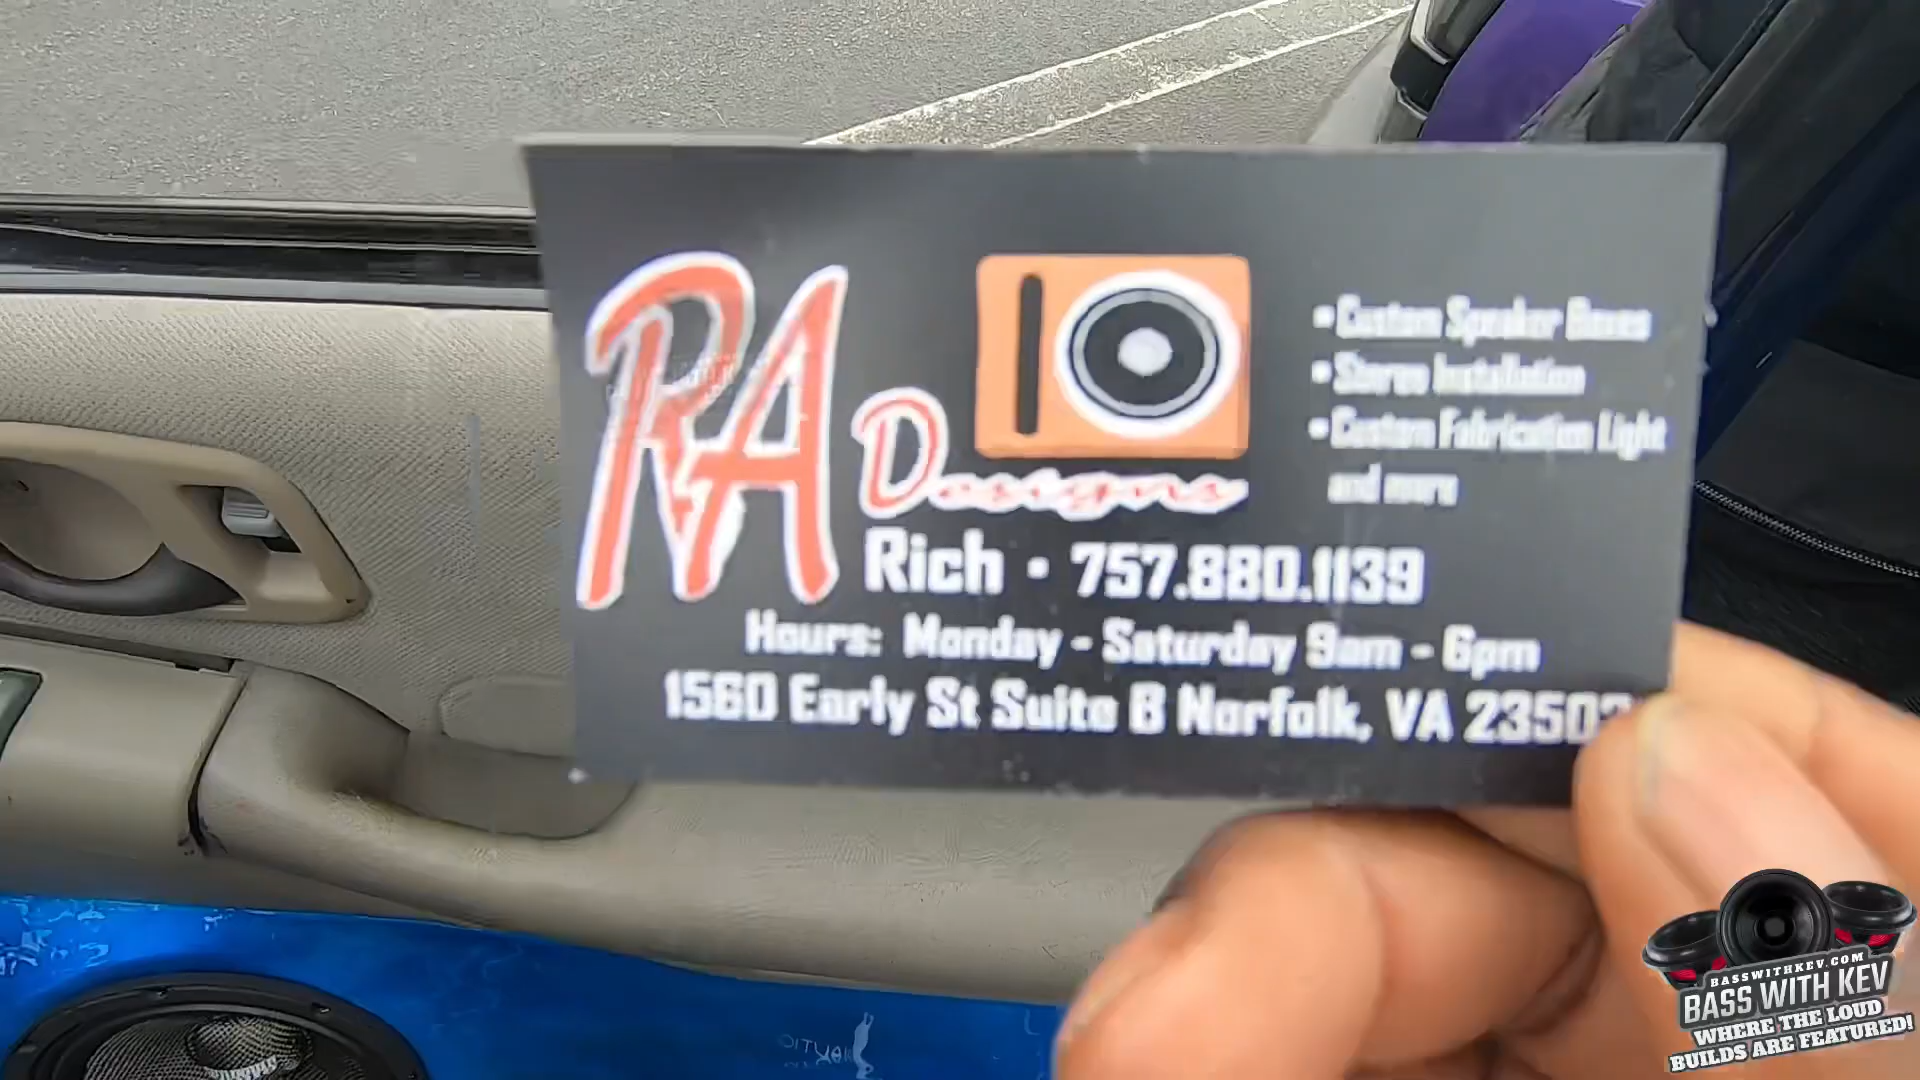 RA Designs
• Custom Speaker Boxes
• Stereo Installation
• Custom Fabrication Light
and more
Rich • 757.880.1139
Hours: Monday - Saturday 9am - 6pm
1560 Early St Suite B Norfolk, VA 23502
BASSWITHKEV.COM
BASS WITH KEV
WHERE THE LOUD
BUILDS ARE FEATURED!